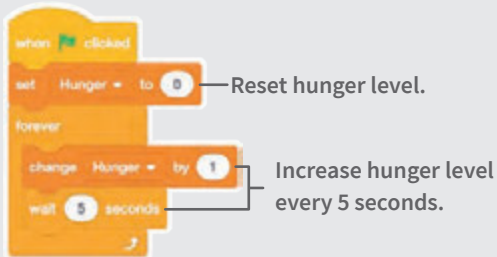 when clicked
set Hunger to 0
Reset hunger level.
forever
change Hunger by 1
Increase hunger level
every 5 seconds.
wait 5 seconds